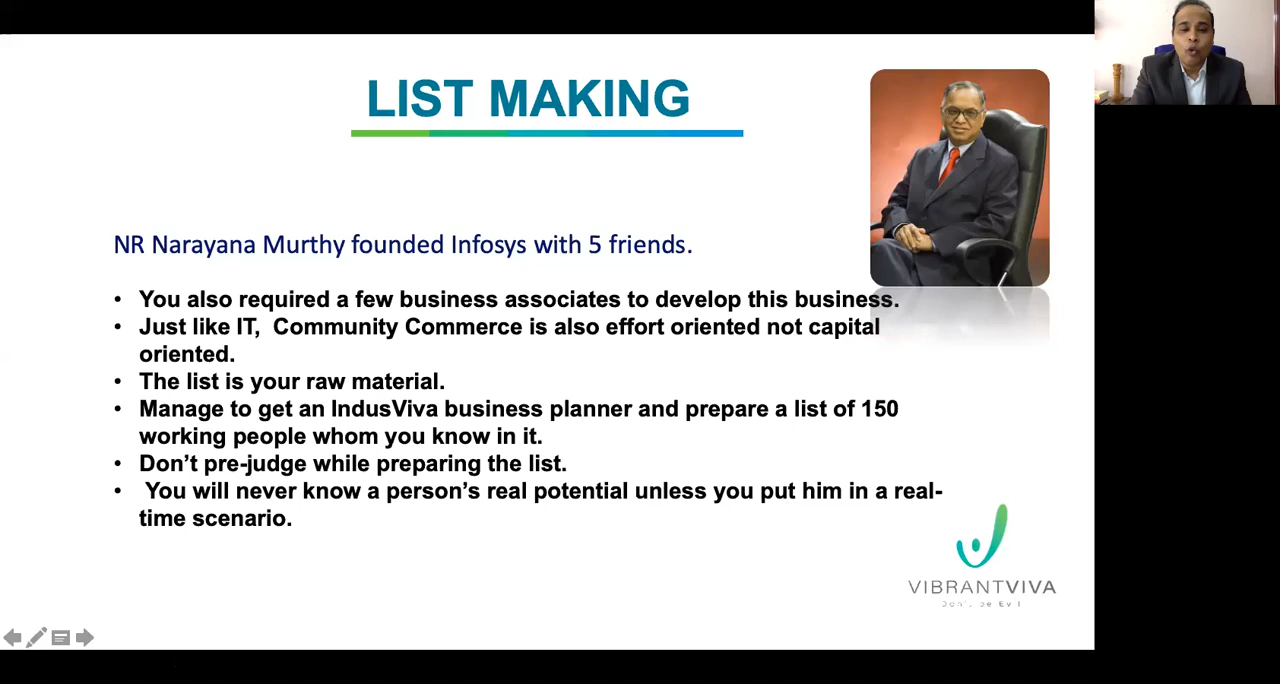 LIST MAKING
NR Narayana Murthy founded Infosys with 5 friends.
• You also required a few business associates to develop this business.
• Just like IT,  Community Commerce is also effort oriented not capital
oriented.
• The list is your raw material.
• Manage to get an IndusViva business planner and prepare a list of 150
working people whom you know in it.
• Don’t pre-judge while preparing the list.
•  You will never know a person’s real potential unless you put him in a real-
time scenario.
VIBRANTVIVA